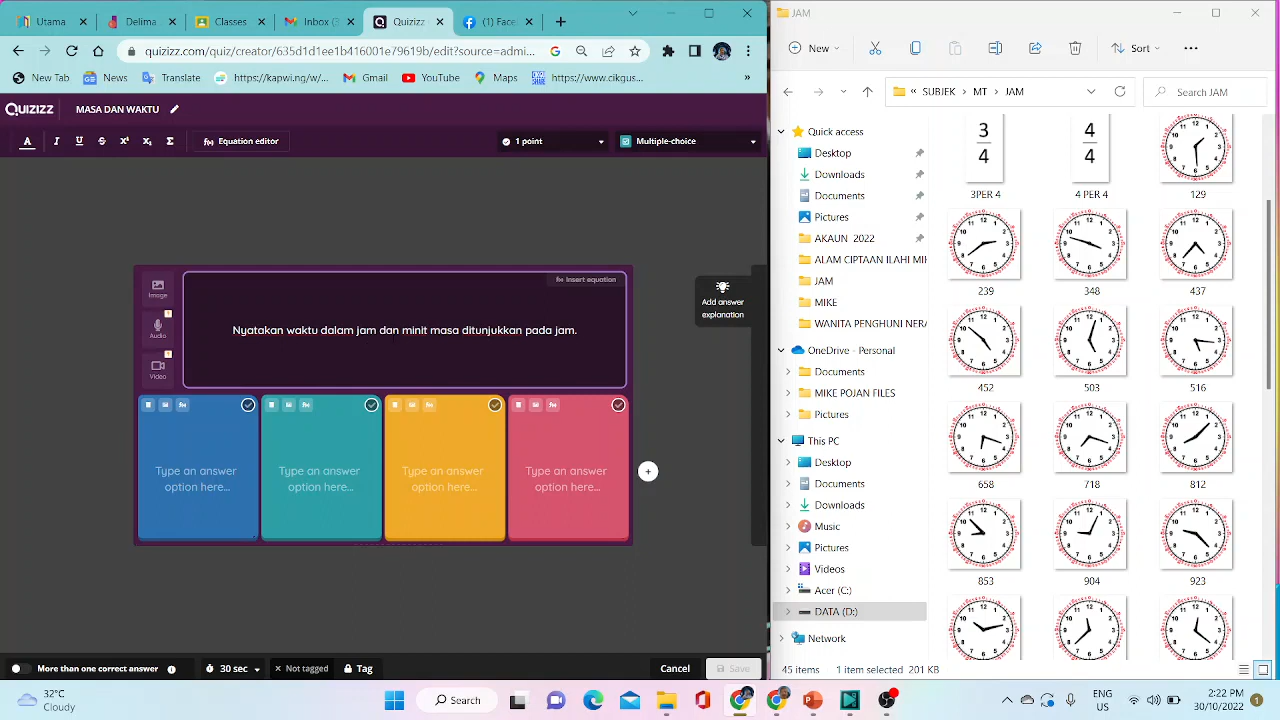 Utama
Delim
Classw
Inbox
Quizizz
(1) Face
quizizz.com/quiz/creator/635d1d1ee1b416001e79619b/edit?source=admi...
New Tab
News
Translate
https://kapwi.ng/w/...
Gmail
YouTube
Maps
https://www.cikgus...
»
QUIZIZZ
MASA DAN WAKTU
Equation editor
1 point
Multiple-choice
Image
Audio
Video
Insert equation
Nyatakan waktu dalam jam dan minit masa ditunjukkan pada jam.
Add answer
explanation
Type an answer
option here...
Type an answer
option here...
Type an answer
option here...
Type an answer
option here...
More than one correct answer
30 sec
Not tagged
Tag
Cancel
Save
JAM
New
Sort
SUBJEK
MT
JAM
Search JAM
Quick access
Desktop
Downloads
Documents
Pictures
AKAUN 2022
ALAM CIPTAAN ILAHI MIK
JAM
MIKE
WANITA PENGHUNI NERA
OneDrive - Personal
Documents
MIKE POJAN FILES
Pictures
This PC
Desktop
Documents
Downloads
Music
Pictures
Videos
Acer (C:)
DATA (D:)
Network
3
4
4
4
3PER 4
4 PER 4
129
239
348
437
452
503
516
658
718
812
853
904
923
45 items
1 item selected 201 KB
32°C
Cloudy
Search
ENG
US
5:22 PM
30/10/2022
1